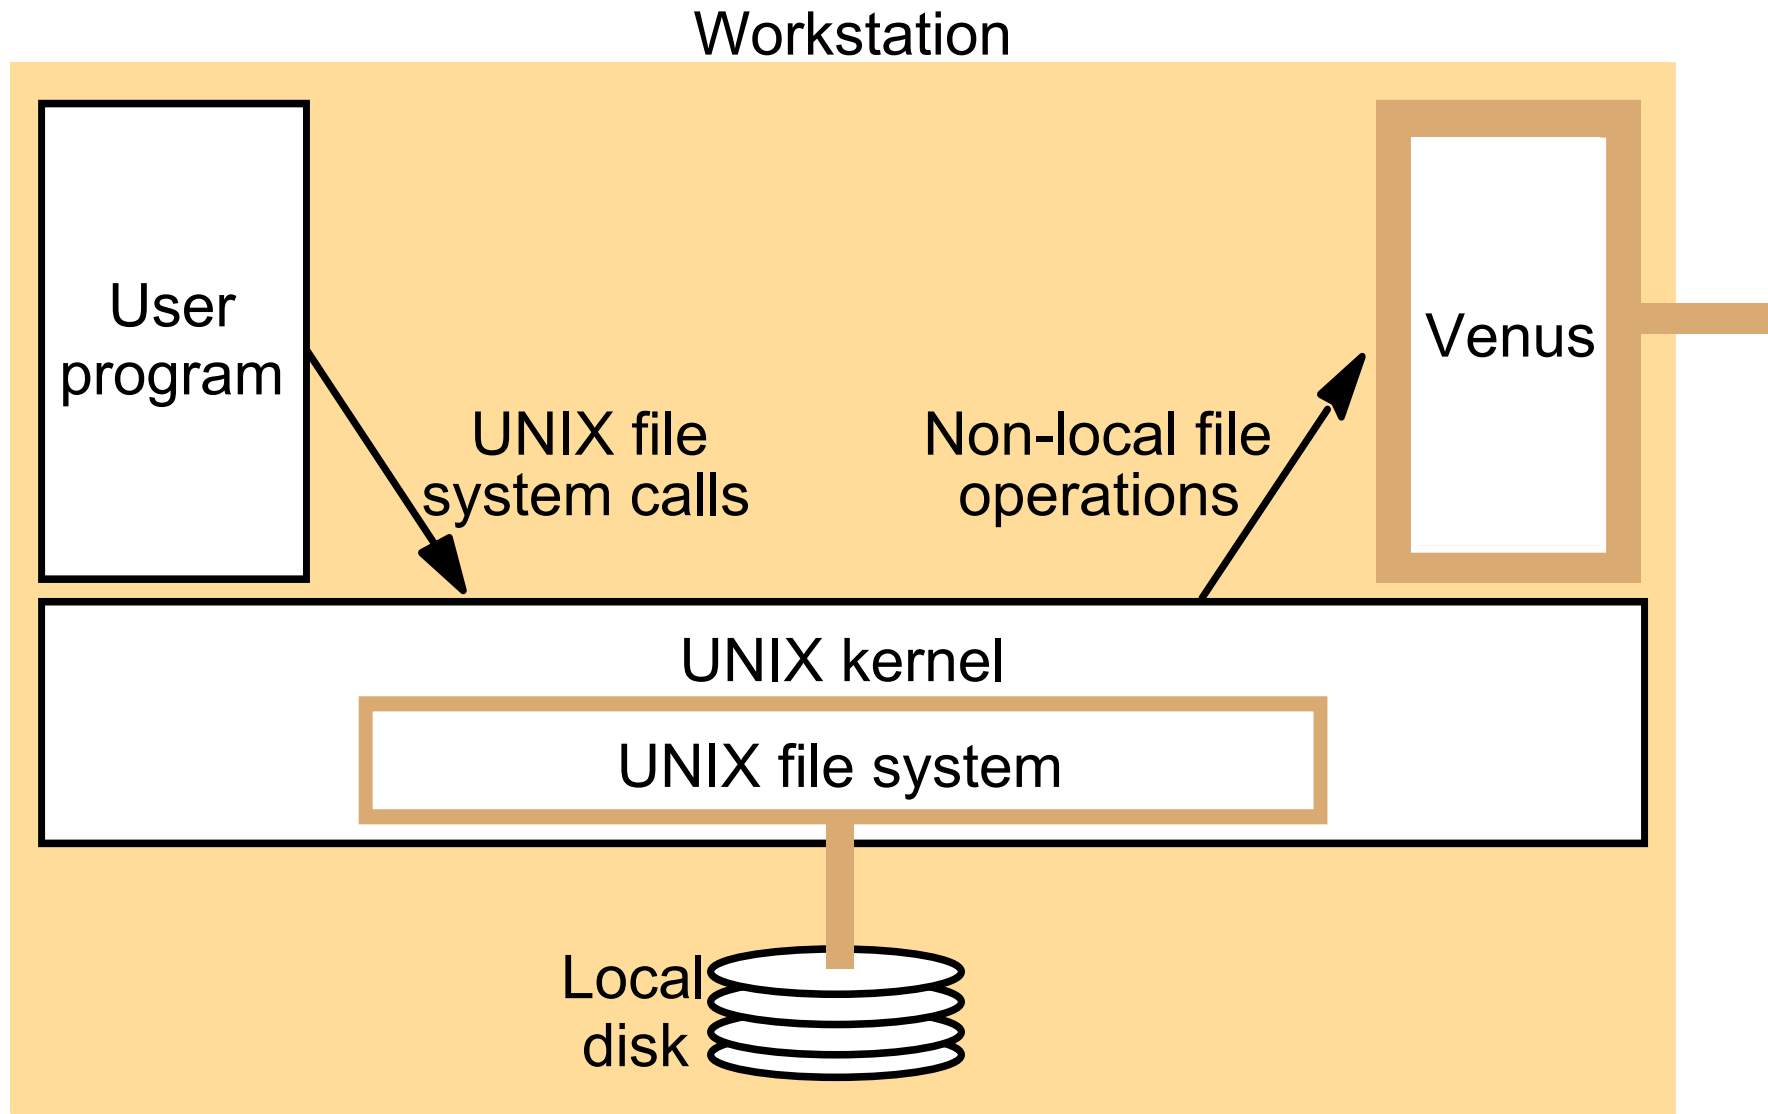 Workstation
User
program
Venus
UNIX file
system calls
Non-local file
operations
UNIX kernel
UNIX file system
Local
disk